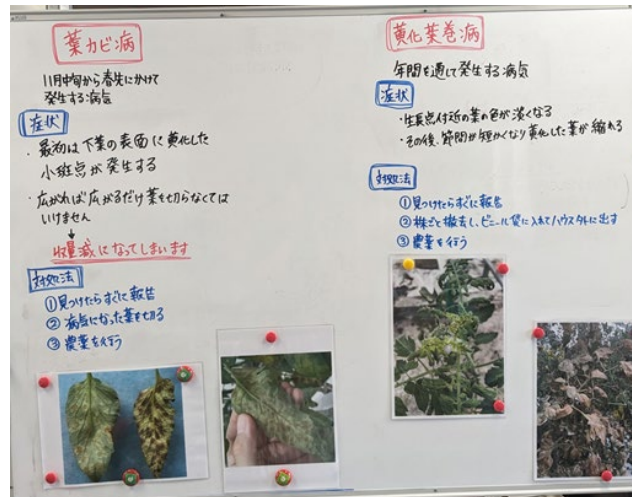 葉カビ病
11月中旬から春先にかけて
発生する病気
症状
・最初は下葉の表面に黄化した
小斑点が発生する
・広がれば広がるだけ葉を切らなくては
いけません
↓
収量減になってしまいます
対処法
①見つけたらすぐに報告
②病気になった葉を切る
③農薬を行う
黄化葉巻病
年間を通して発生する病気
症状
・生長点付近の葉の色が濃くなる
・その後、節間が短かくなり黄化した葉が縮れる
対処法
①見つけたらすぐに報告
②株ごと撤去し、ビニール袋に入れてハウス外に出す
③農薬を行う